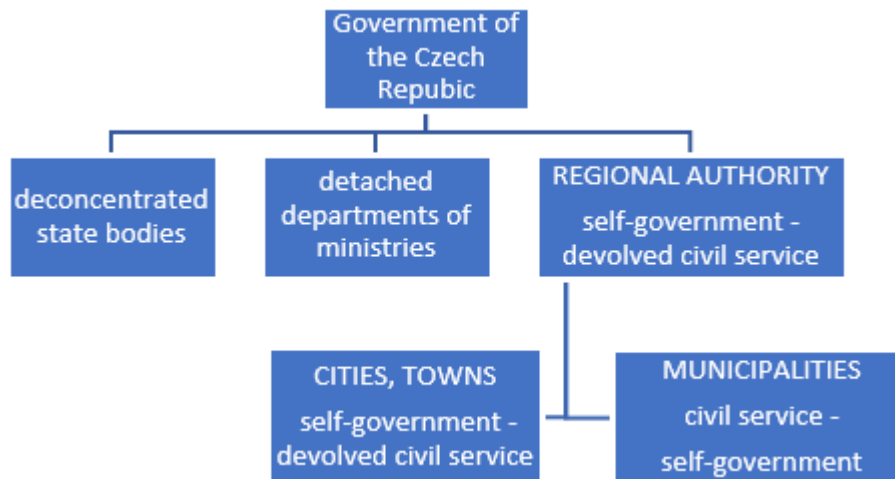 Government of
the Czech
Repubic
deconcentrated
state bodies
detached
departments of
ministries
REGIONAL AUTHORITY
self-government -
devolved civil service
CITIES, TOWNS
self-government -
devolved civil service
MUNICIPALITIES
civil service -
self-government